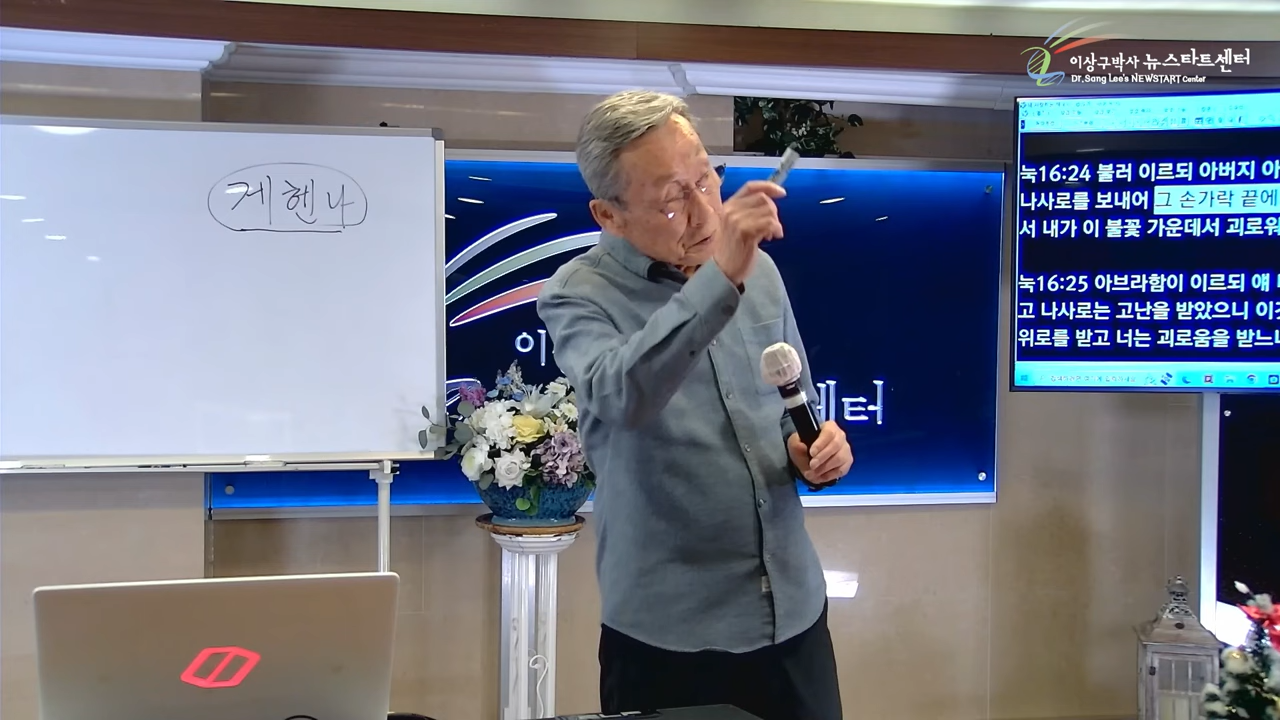 이상구박사 뉴스타트센터
Dr. Sang Lee's NEWSTART Center
게헨나
눅16:24 불러 이르되 아버지 아
나사로를 보내어 그 손가락 끝에
서 내가 이 불꽃 가운데서 괴로워
눅16:25 아브라함이 이르되 얘
고 나사로는 고난을 받았으니 이것
위로를 받고 너는 괴로움을 받느니
이
센터